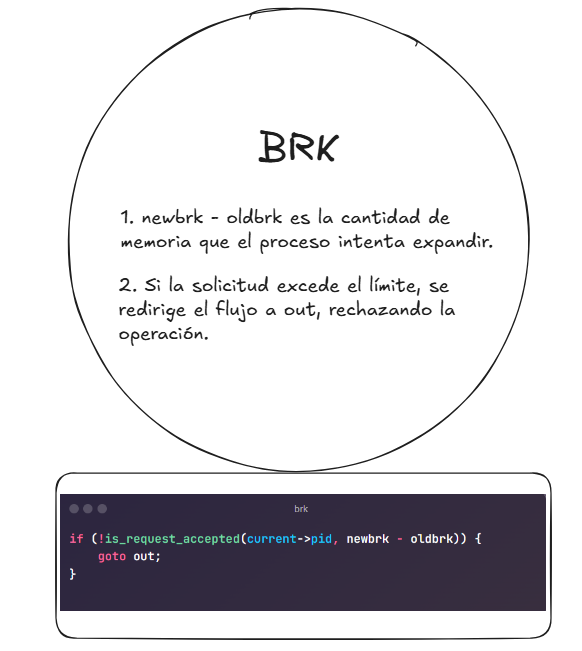 BRK
1. newbrk - oldbrk es la cantidad de
memoria que el proceso intenta expandir.
2. Si la solicitud excede el límite, se
redirige el flujo a out, rechazando la
operación.
brk
if (!is_request_accepted(current->pid, newbrk - oldbrk)) {
    goto out;
}